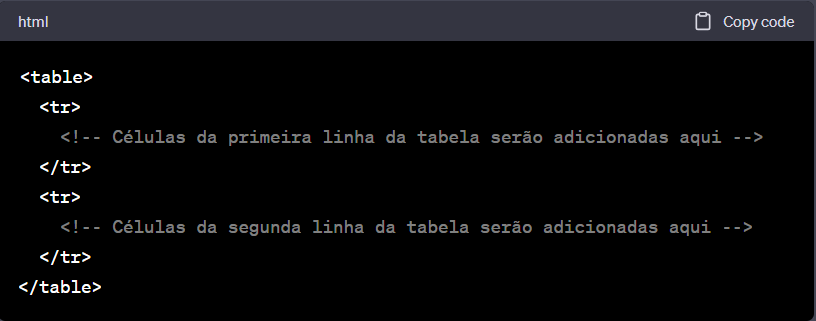 html
Copy code
<table>
<tr>
<!-- Células da primeira linha da tabela serão adicionadas aqui -->
</tr>
<tr>
<!-- Células da segunda linha da tabela serão adicionadas aqui -->
</tr>
</table>